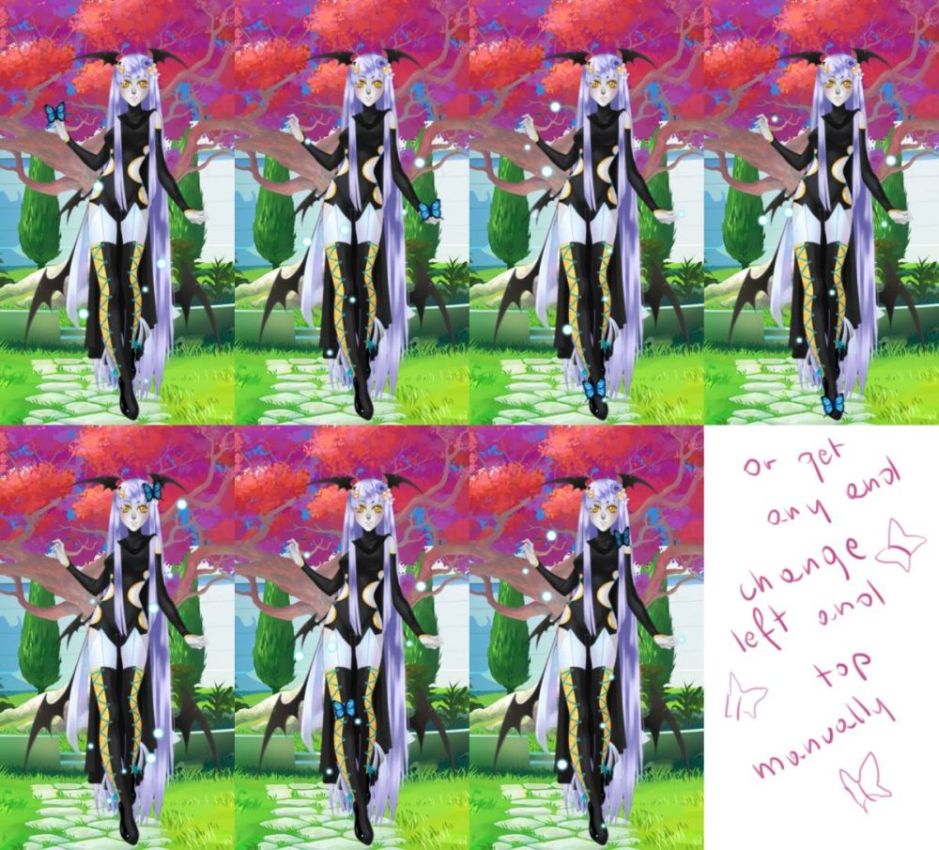 or get
any and
change
left and
top
manually